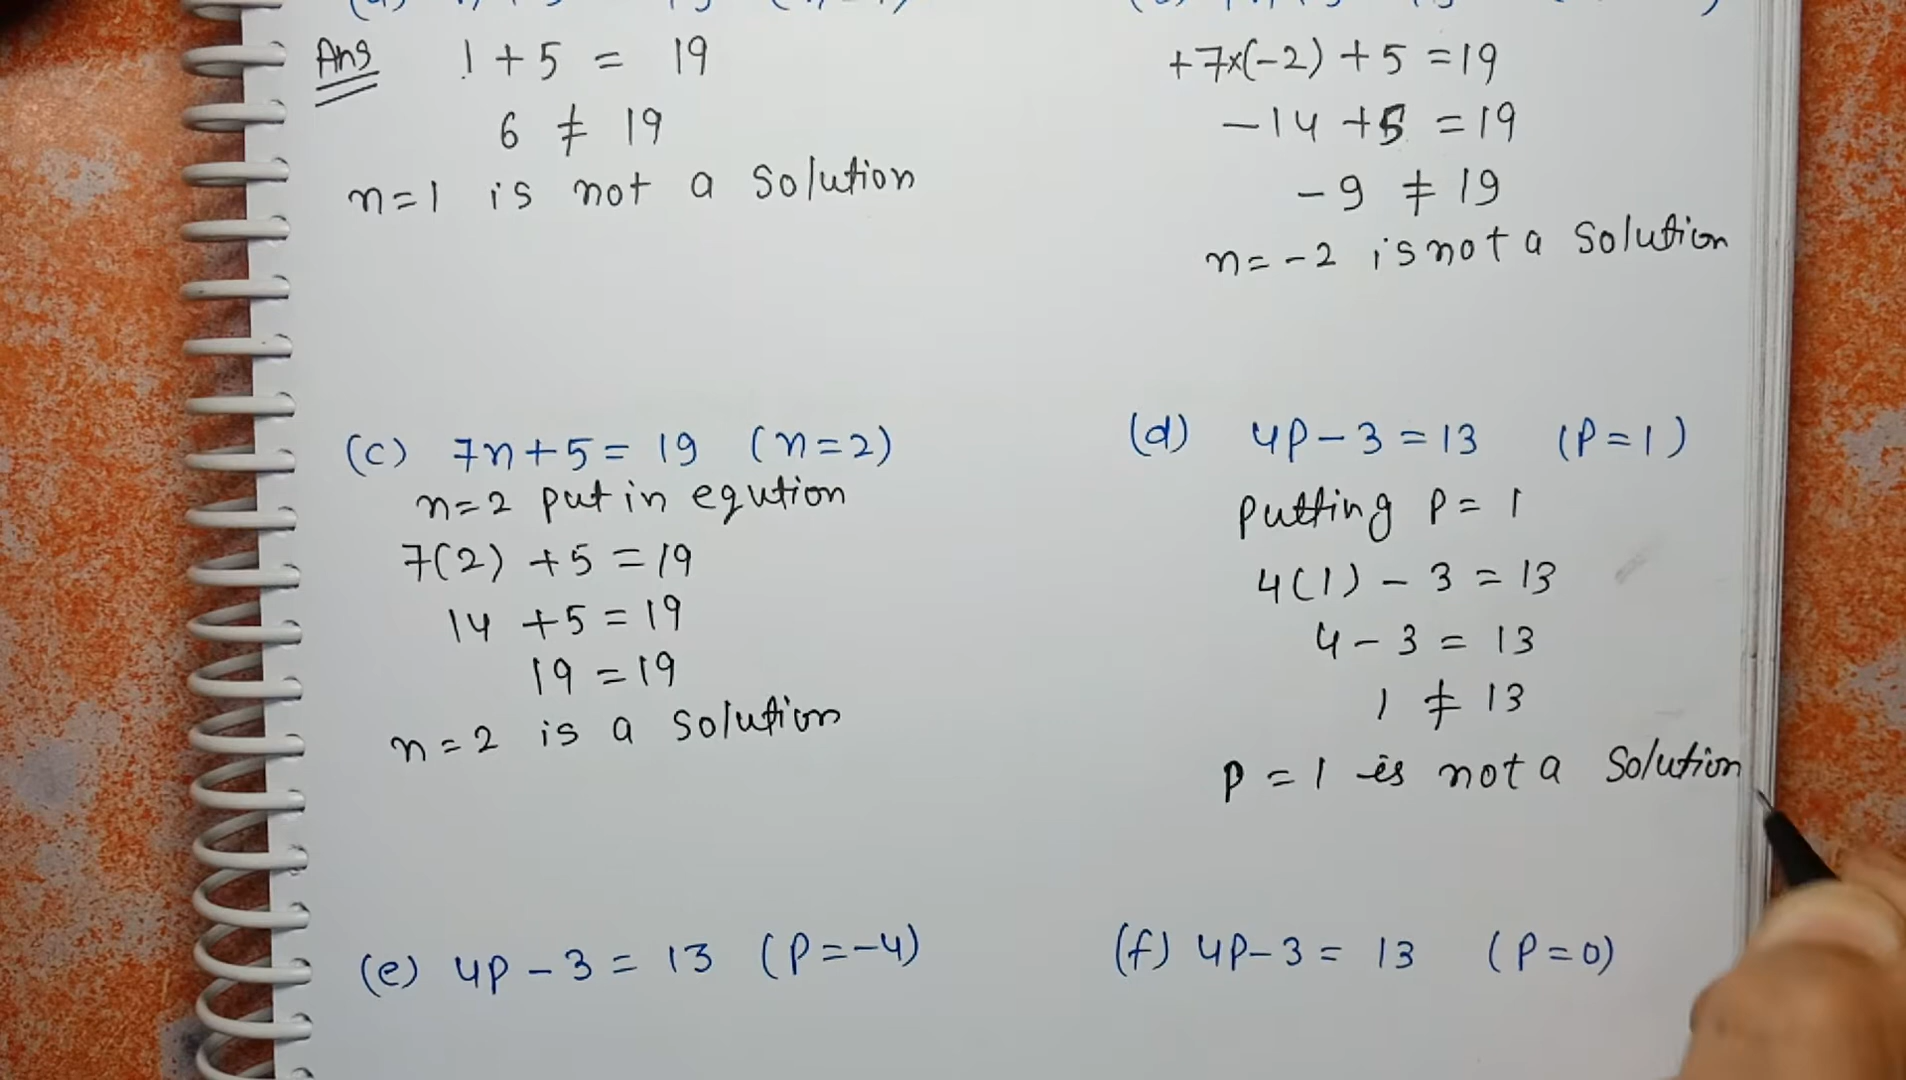 Ans 1 + 5 = 19
6 ≠ 19
n=1 is not a Solution
+7×(-2) + 5 = 19
-14 + 5 = 19
-9 ≠ 19
n = -2 is not a Solution
(c) 7n + 5 = 19 (n=2)
n=2 put in eqution
7(2) + 5 = 19
14 + 5 = 19
19 = 19
n=2 is a Solution
(d) 4P - 3 = 13 (P=1)
Putting P = 1
4(1) - 3 = 13
4 - 3 = 13
1 ≠ 13
P = 1 is not a Solution
(e) 4P - 3 = 13 (P=-4)
(f) 4P - 3 = 13 (P=0)